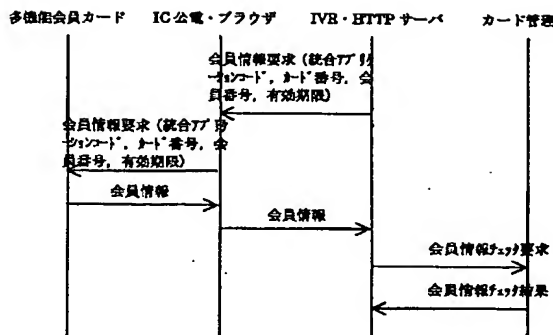 多機能会員カード IC公電・ブラウザ IVR・HTTPサーバ カード管理
会員情報要求（統合アプリケ
ーションコード，カード番号，会
員番号，有効期限）
会員情報要求（統合アプリケ
ーションコード，カード番号，会
員番号，有効期限）
会員情報
会員情報
会員情報チェック要求
会員情報チェック結果